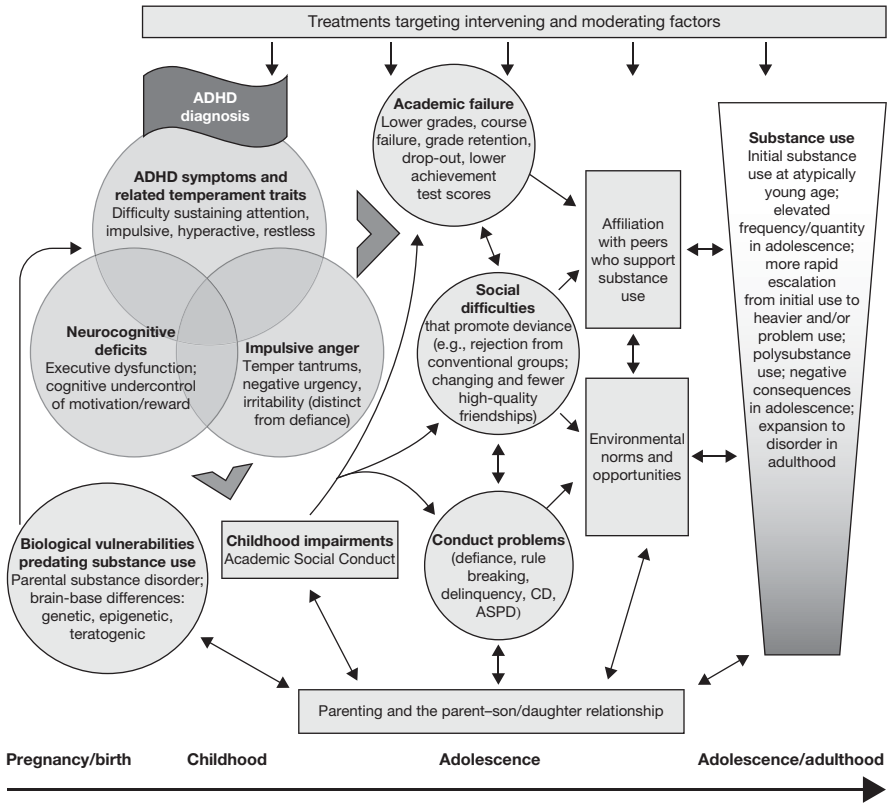 Treatments targeting intervening and moderating factors
ADHD
diagnosis
ADHD symptoms and
related temperament traits
Difficulty sustaining attention,
impulsive, hyperactive, restless
Neurocognitive
deficits
Executive dysfunction;
cognitive undercontrol
of motivation/reward
Impulsive anger
Temper tantrums,
negative urgency,
irritability (distinct
from defiance)
Biological vulnerabilities
predating substance use
Parental substance disorder;
brain-base differences:
genetic, epigenetic,
teratogenic
Childhood impairments
Academic Social Conduct
Academic failure
Lower grades, course
failure, grade retention,
drop-out, lower
achievement
test scores
Social
difficulties
that promote deviance
(e.g., rejection from
conventional groups;
changing and fewer
high-quality
friendships)
Conduct problems
(defiance, rule
breaking,
delinquency, CD,
ASPD)
Affiliation
with peers
who support
substance
use
Environmental
norms and
opportunities
Substance use
Initial substance
use at atypically
young age;
elevated
frequency/quantity
in adolescence;
more rapid
escalation
from initial use to
heavier and/or
problem use;
polysubstance
use; negative
consequences
in adolescence;
expansion to
disorder in
adulthood
Parenting and the parent–son/daughter relationship
Pregnancy/birth
Childhood
Adolescence
Adolescence/adulthood